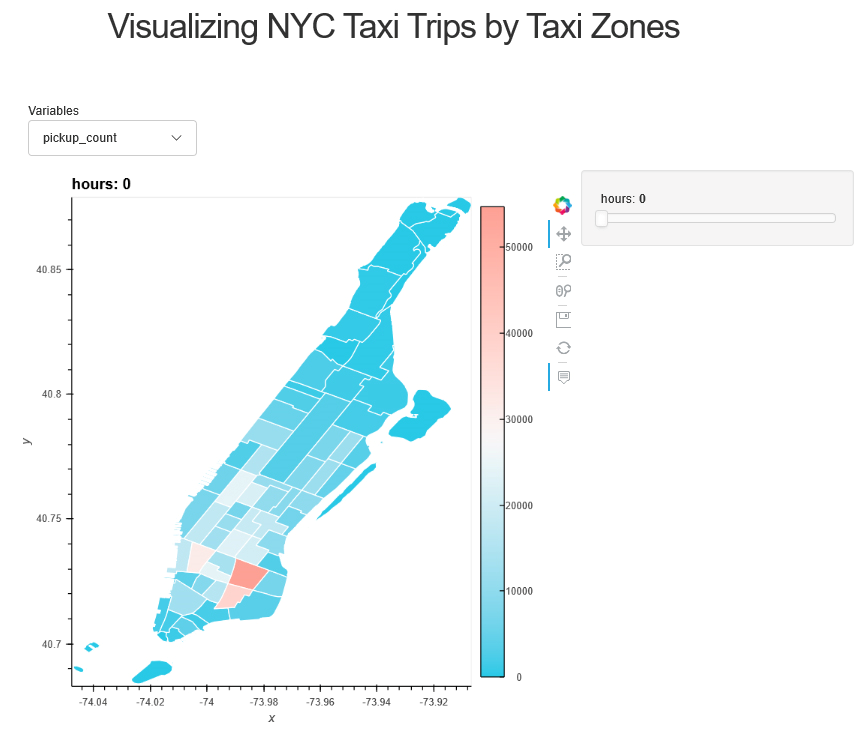 Visualizing NYC Taxi Trips by Taxi Zones
Variables
pickup_count
hours: 0
hours: 0
50000
40000
30000
20000
10000
0
40.85
40.8
40.75
40.7
y
-74.04 -74.02 -74 -73.98 -73.96 -73.94 -73.92
x